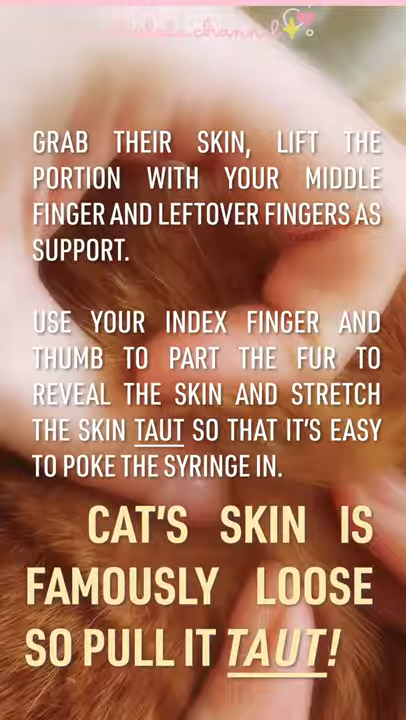 channel
GRAB THEIR SKIN, LIFT THE
PORTION WITH YOUR MIDDLE
FINGER AND LEFTOVER FINGERS AS
SUPPORT.
USE YOUR INDEX FINGER AND
THUMB TO PART THE FUR TO
REVEAL THE SKIN AND STRETCH
THE SKIN TAUT SO THAT IT'S EASY
TO POKE THE SYRINGE IN.
CAT'S SKIN IS
FAMOUSLY LOOSE
SO PULL IT TAUT!